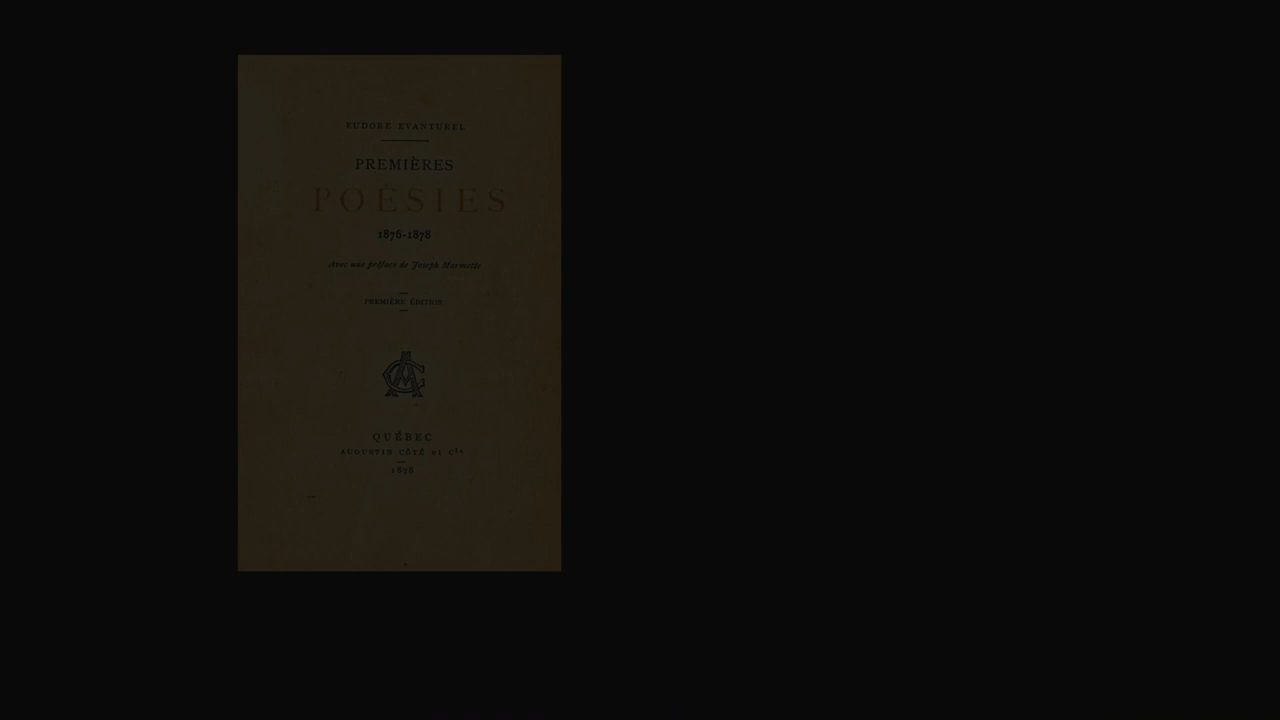 EUDORE EVANTUREL
PREMIÈRES
POÉSIES
1876-1878
Avec une préface de Joseph Marmette
PREMIÈRE ÉDITION
QUÉBEC
AUGUSTIN CÔTÉ et Cie
1878